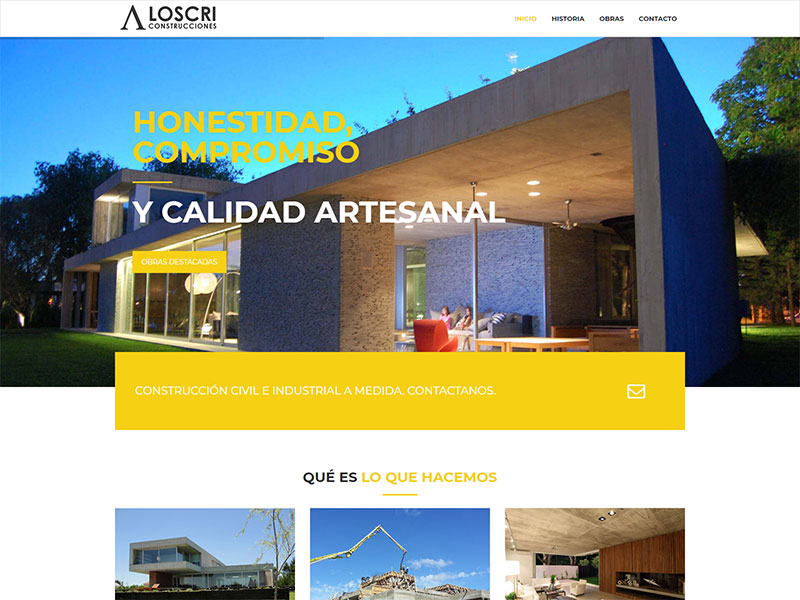 LOSCRI
CONSTRUCCIONES
INICIO HISTORIA OBRAS CONTACTO
HONESTIDAD,
COMPROMISO
Y CALIDAD ARTESANAL
OBRAS DESTACADAS
CONSTRUCCIÓN CIVIL E INDUSTRIAL A MEDIDA. CONTACTANOS.
QUÉ ES LO QUE HACEMOS